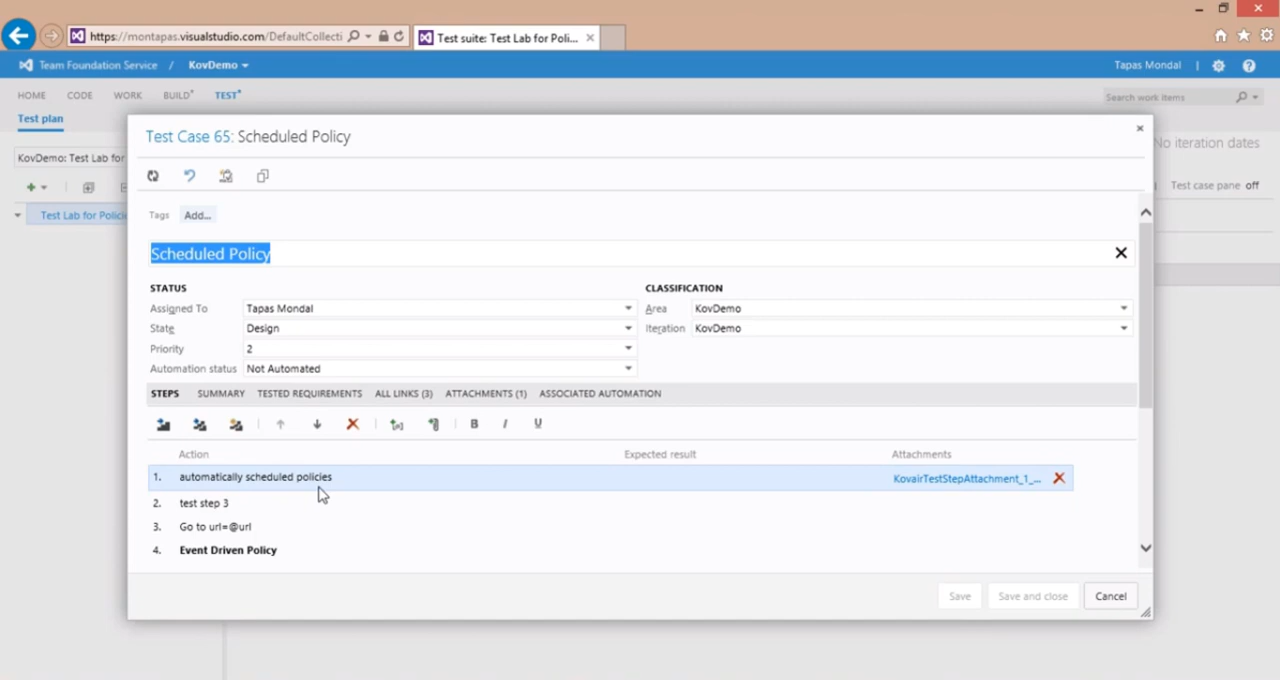 https://montapas.visualstudio.com/DefaultCollecti
Test suite: Test Lab for Poli...
Team Foundation Service / KovDemo
Tapas Mondal
HOME CODE WORK BUILD* TEST*
Search work items
Test plan
KovDemo: Test Lab for
No iteration dates
Test case pane off
Test Lab for Policie
Test Case 65: Scheduled Policy
Tags Add...
Scheduled Policy
STATUS CLASSIFICATION
Assigned To Tapas Mondal Area KovDemo
State Design Iteration KovDemo
Priority 2
Automation status Not Automated
STEPS SUMMARY TESTED REQUIREMENTS ALL LINKS (3) ATTACHMENTS (1) ASSOCIATED AUTOMATION
B I U
Action Expected result Attachments
1. automatically scheduled policies KovairTestStepAttachment_1_...
2. test step 3
3. Go to url=@url
4. Event Driven Policy
Save Save and close Cancel